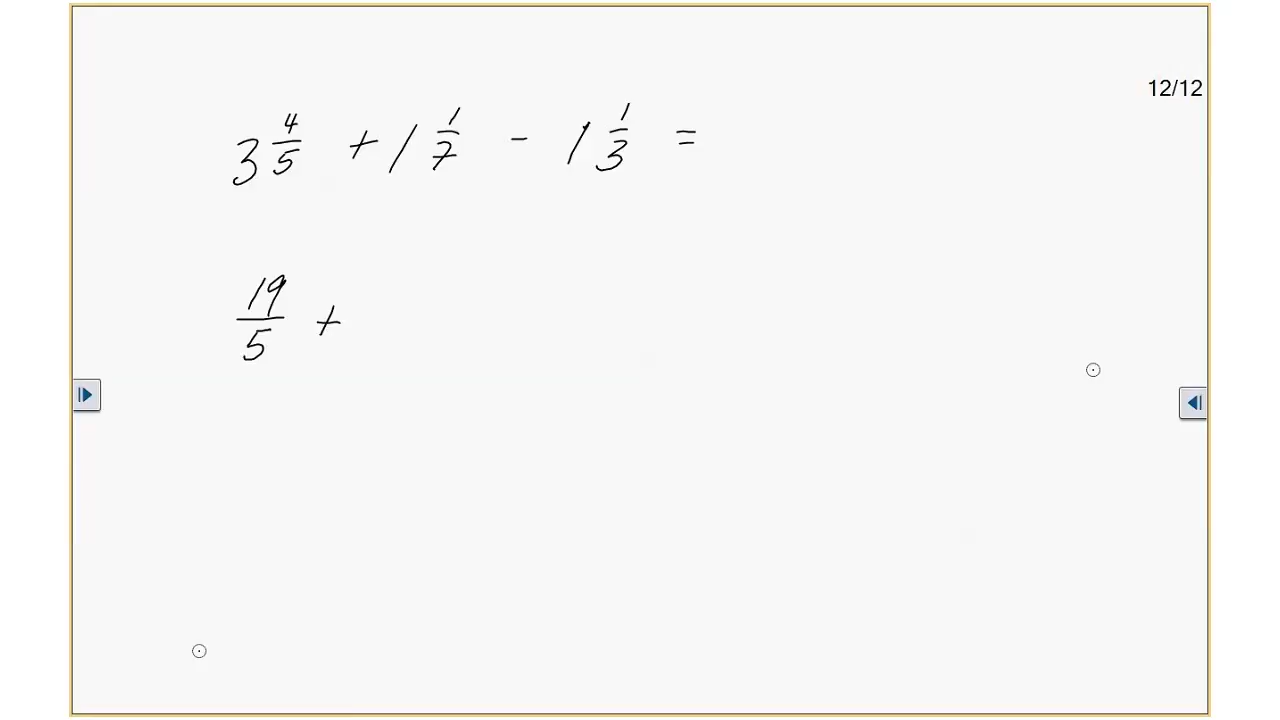 12/12
3 4/5 + 1 1/7 - 1 1/3 =
19/5 +